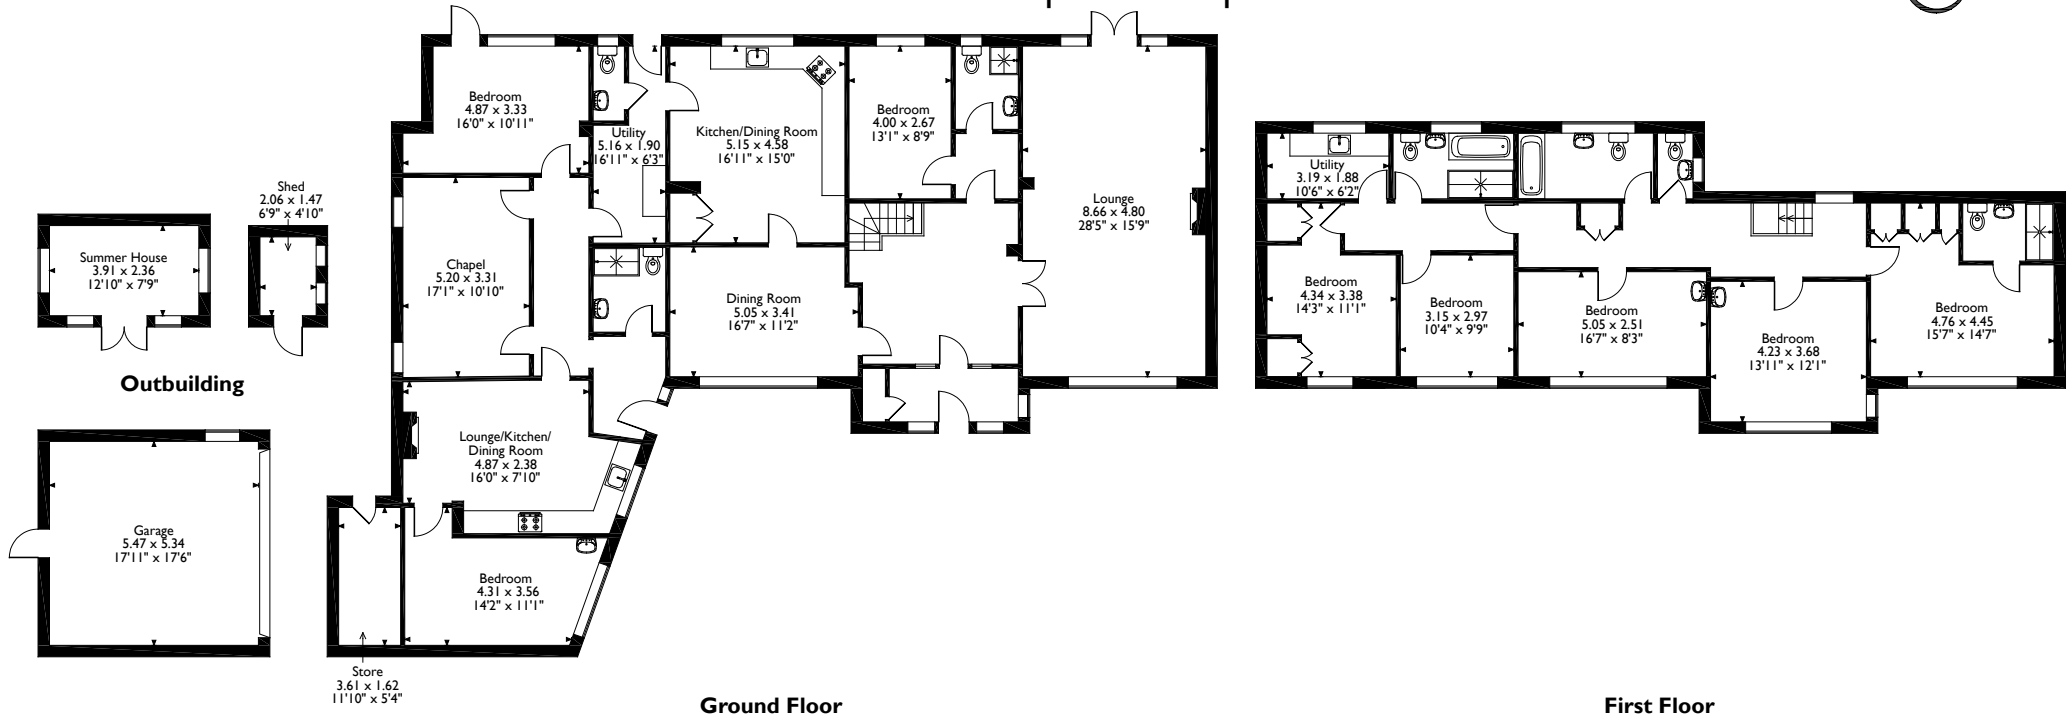 Shed
2.06 x 1.47
6'9" x 4'10"
Summer House
3.91 x 2.36
12'10" x 7'9"
Outbuilding
Garage
5.47 x 5.34
17'11" x 17'6"
Bedroom
4.87 x 3.33
16'0" x 10'11"
Utility
5.16 x 1.90
16'11" x 6'3"
Kitchen/Dining Room
5.15 x 4.58
16'11" x 15'0"
Bedroom
4.00 x 2.67
13'1" x 8'9"
Lounge
8.66 x 4.80
28'5" x 15'9"
Chapel
5.20 x 3.31
17'1" x 10'10"
Dining Room
5.05 x 3.41
16'7" x 11'2"
Lounge/Kitchen/
Dining Room
4.87 x 2.38
16'0" x 7'10"
Bedroom
4.31 x 3.56
14'2" x 11'1"
Store
3.61 x 1.62
11'10" x 5'4"
Ground Floor
Utility
3.19 x 1.88
10'6" x 6'2"
Bedroom
4.34 x 3.38
14'3" x 11'1"
Bedroom
3.15 x 2.97
10'4" x 9'9"
Bedroom
5.05 x 2.51
16'7" x 8'3"
Bedroom
4.23 x 3.68
13'11" x 12'1"
Bedroom
4.76 x 4.45
15'7" x 14'7"
First Floor